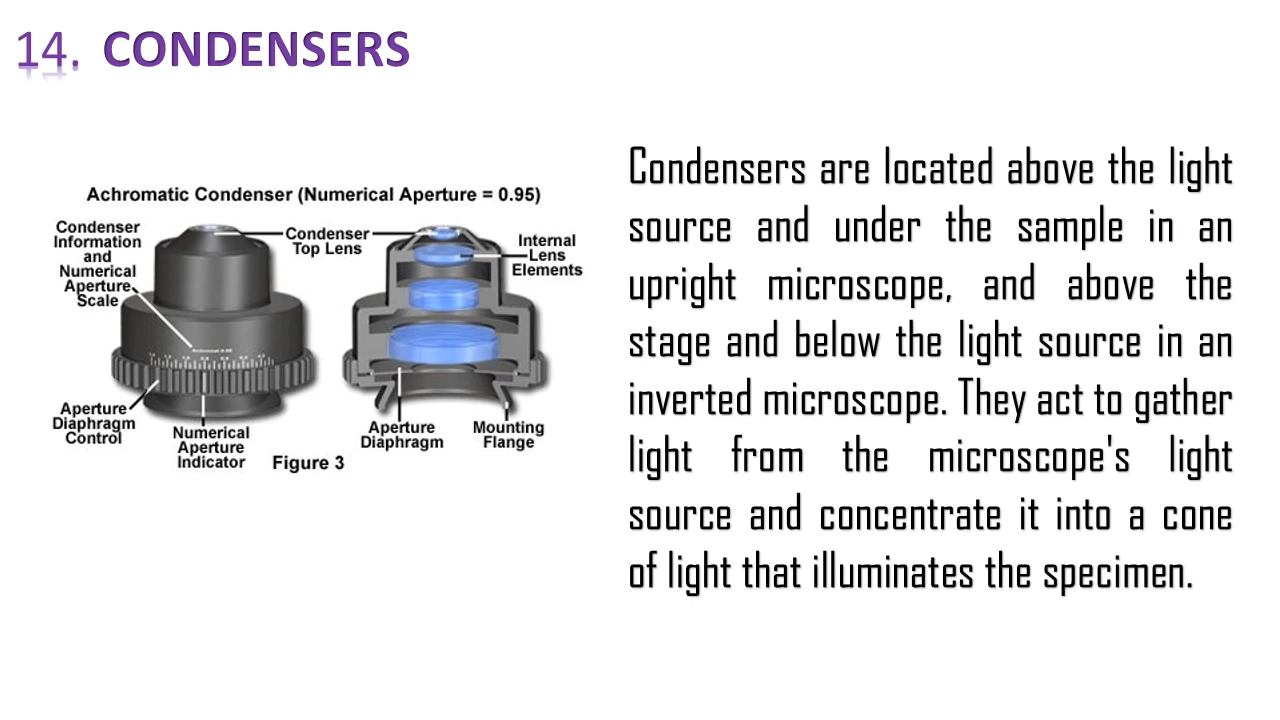 14. CONDENSERS
Achromatic Condenser (Numerical Aperture = 0.95)
Condenser
Information
and
Numerical
Aperture
Scale
Condenser
Top Lens
Internal
Lens
Elements
Aperture
Diaphragm
Control
Numerical
Aperture
Indicator
Figure 3
Aperture
Diaphragm
Mounting
Flange
Condensers are located above the light
source and under the sample in an
upright microscope, and above the
stage and below the light source in an
inverted microscope. They act to gather
light from the microscope's light
source and concentrate it into a cone
of light that illuminates the specimen.